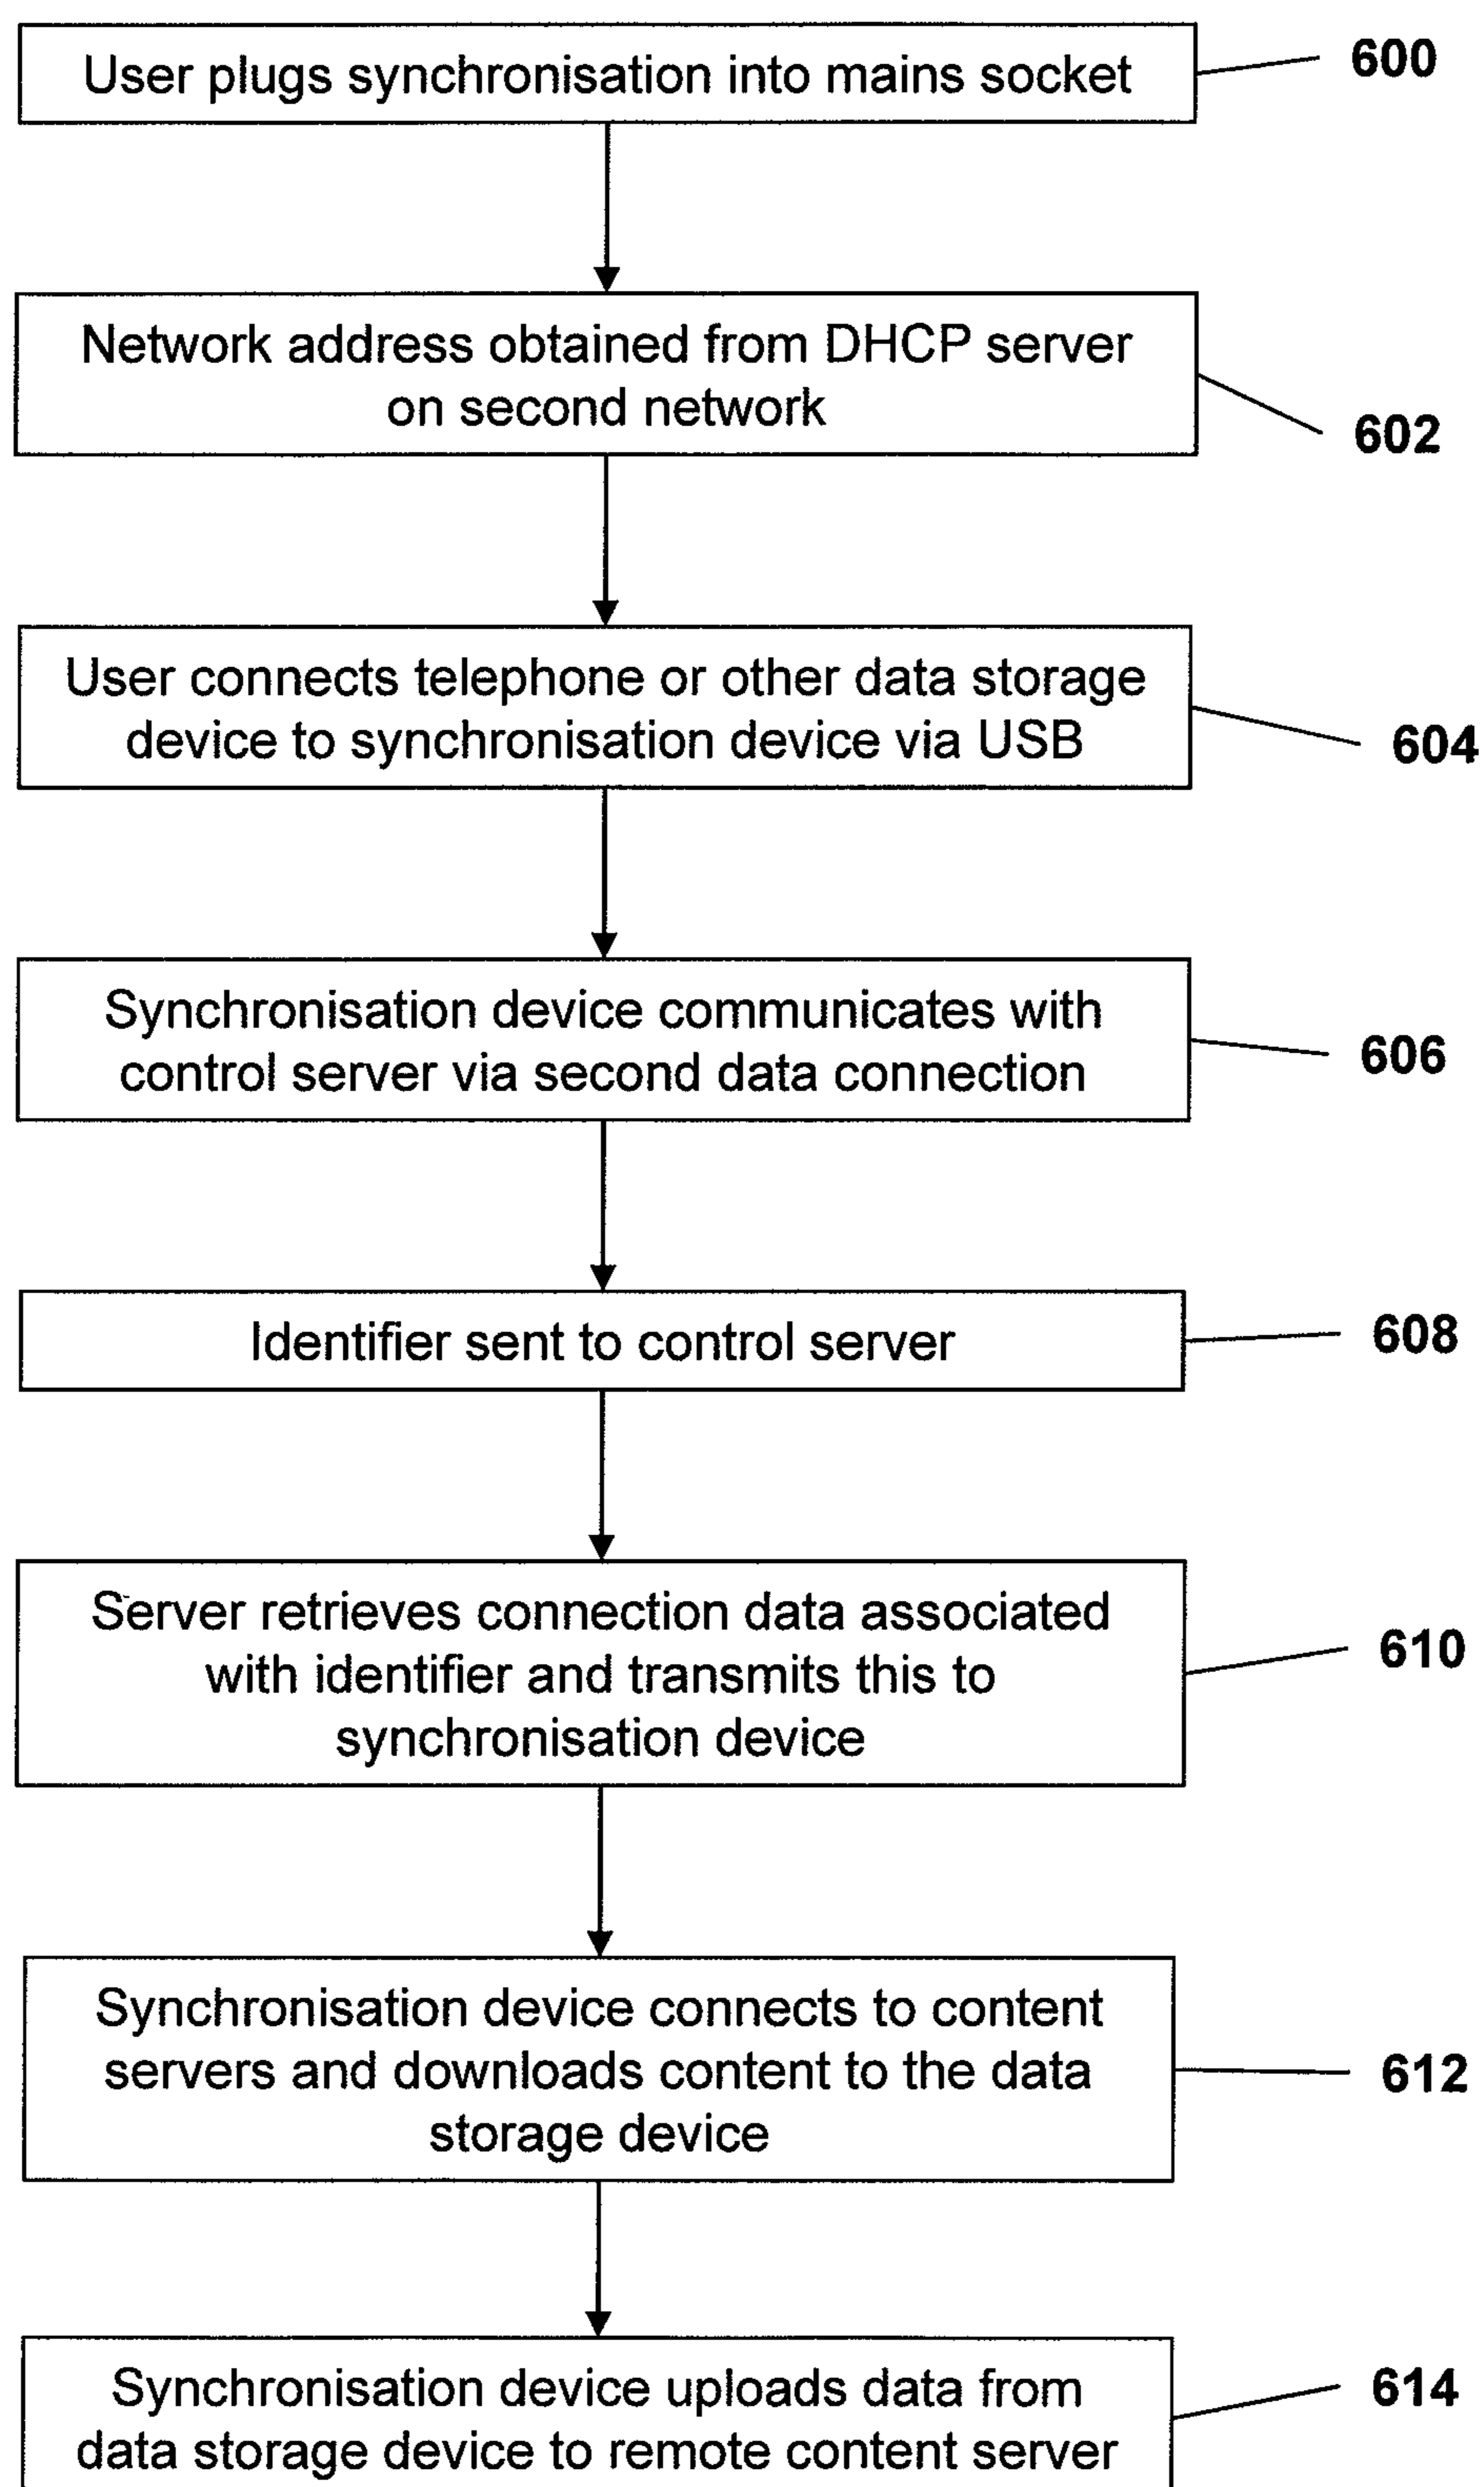 User plugs synchronisation into mains socket
600
Network address obtained from DHCP server
on second network
602
User connects telephone or other data storage
device to synchronisation device via USB
604
Synchronisation device communicates with
control server via second data connection
606
Identifier sent to control server
608
Server retrieves connection data associated
with identifier and transmits this to
synchronisation device
610
Synchronisation device connects to content
servers and downloads content to the data
storage device
612
Synchronisation device uploads data from
data storage device to remote content server
614